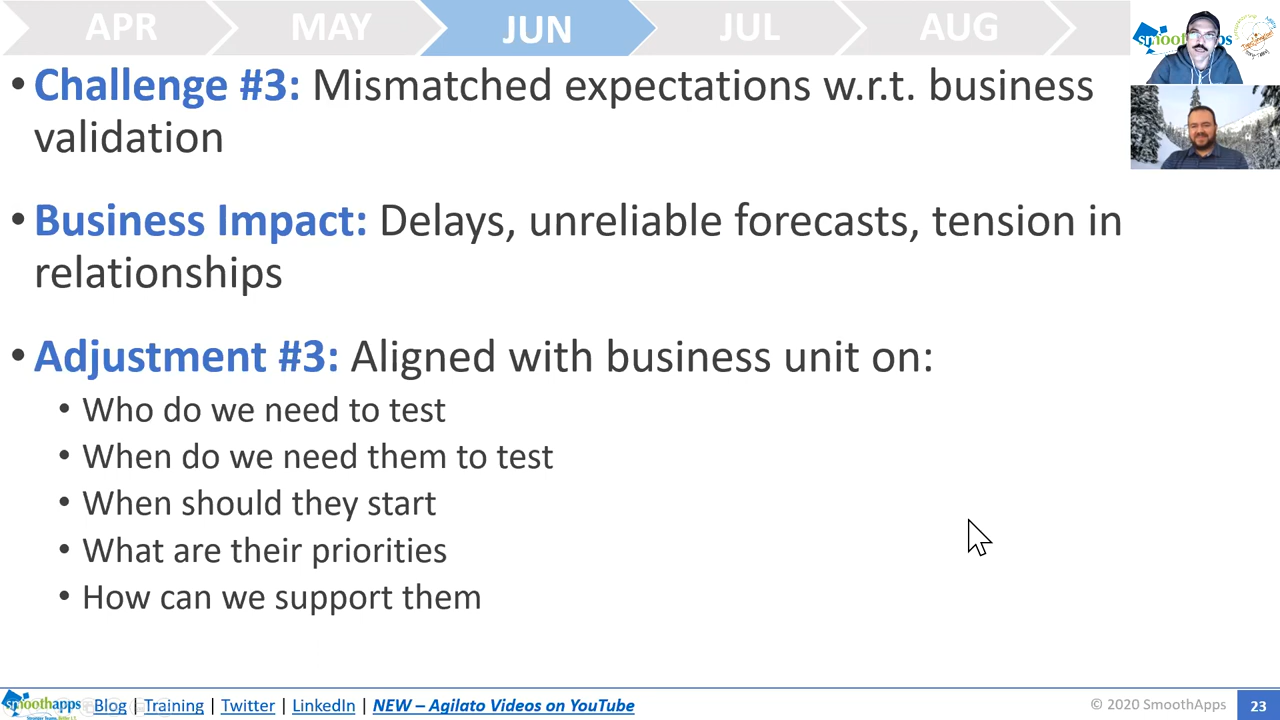 APR MAY JUN JUL AUG
smoothapps
• Challenge #3: Mismatched expectations w.r.t. business
validation
• Business Impact: Delays, unreliable forecasts, tension in
relationships
• Adjustment #3: Aligned with business unit on:
• Who do we need to test
• When do we need them to test
• When should they start
• What are their priorities
• How can we support them
smoothapps Blog | Training | Twitter | LinkedIn | NEW – Agilato Videos on YouTube © 2020 SmoothApps 23